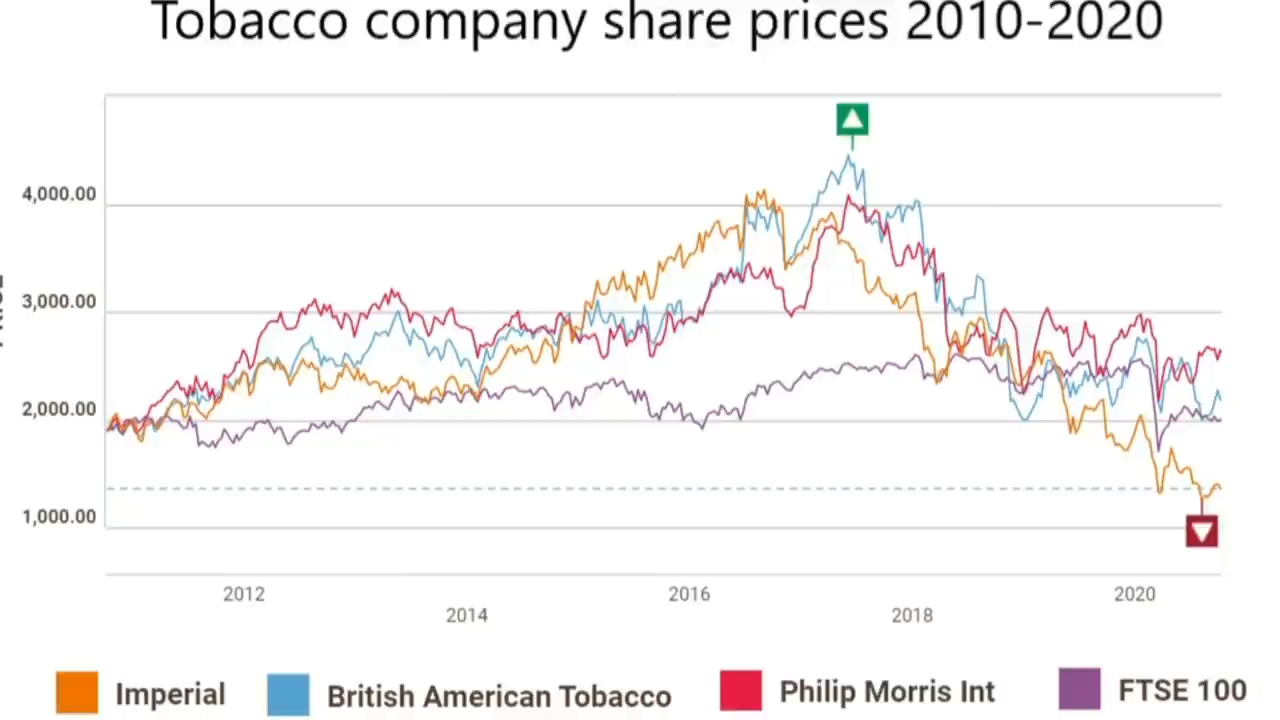 Tobacco company share prices 2010-2020
4,000.00
3,000.00
2,000.00
1,000.00
2012
2014
2016
2018
2020
Imperial
British American Tobacco
Philip Morris Int
FTSE 100